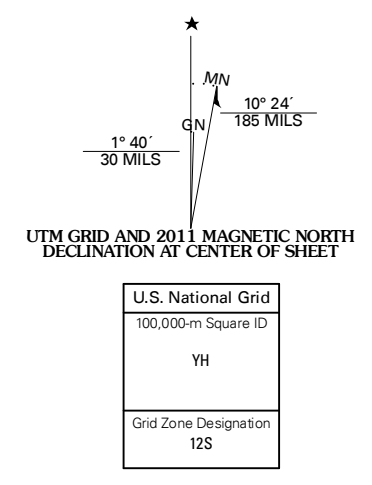 MN
10° 24´
185 MILS
GN
1° 40´
30 MILS
UTM GRID AND 2011 MAGNETIC NORTH
DECLINATION AT CENTER OF SHEET
U.S. National Grid
100,000-m Square ID
YH
Grid Zone Designation
12S